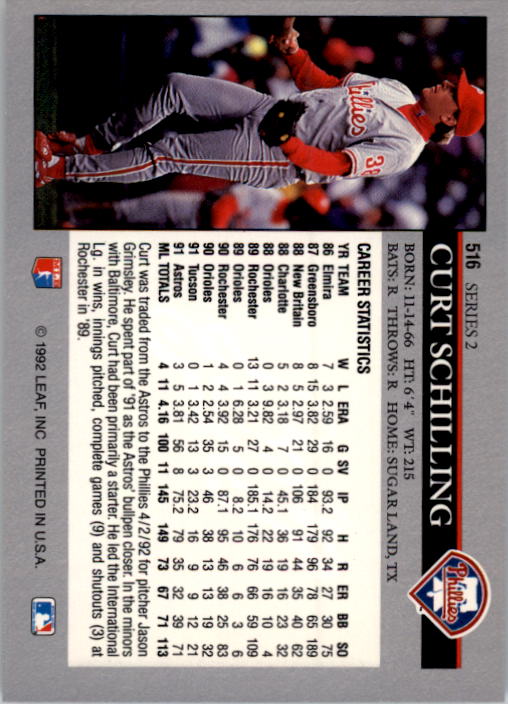 516 SERIES 2
CURT SCHILLING
BORN: 11-14-66 HT: 6'4" WT: 215
BATS: R THROWS: R HOME: SUGAR LAND, TX
Phillies
Phillies
38
CAREER STATISTICS
YR TEAM W L ERA G SV IP H R ER BB SO
86 Elmira 7 3 2.59 16 0 93.2 92 34 27 30 75
87 Greensboro 8 15 3.82 29 0 184 179 96 78 65 189
88 New Britain 8 5 2.97 21 0 106 91 44 35 40 62
88 Charlotte 5 2 3.18 7 0 45.1 36 19 16 23 32
88 Orioles 0 3 9.82 4 0 14.2 22 19 16 10 4
89 Rochester 13 11 3.21 27 0 185.1 176 76 66 59 109
89 Orioles 0 1 6.28 5 0 8.2 10 6 6 3 6
90 Rochester 4 4 3.92 15 0 87.1 95 46 38 25 83
90 Orioles 1 2 2.54 35 3 46 38 13 13 19 32
91 Tucson 0 1 3.42 13 3 23.2 16 9 9 12 21
91 Astros 3 5 3.81 56 8 75.2 79 35 32 39 71
ML TOTALS 4 11 4.16 100 11 145 149 73 67 71 113
Curt was traded from the Astros to the Phillies 4/2/92 for pitcher Jason
Grimsley. He spent part of '91 as the Astros' bullpen closer. In the minors
with Baltimore, Curt had been primarily a starter. He led the International
Lg. in wins, innings pitched, complete games (9) and shutouts (3) at
Rochester in '89.
© 1992 LEAF, INC PRINTED IN U.S.A.